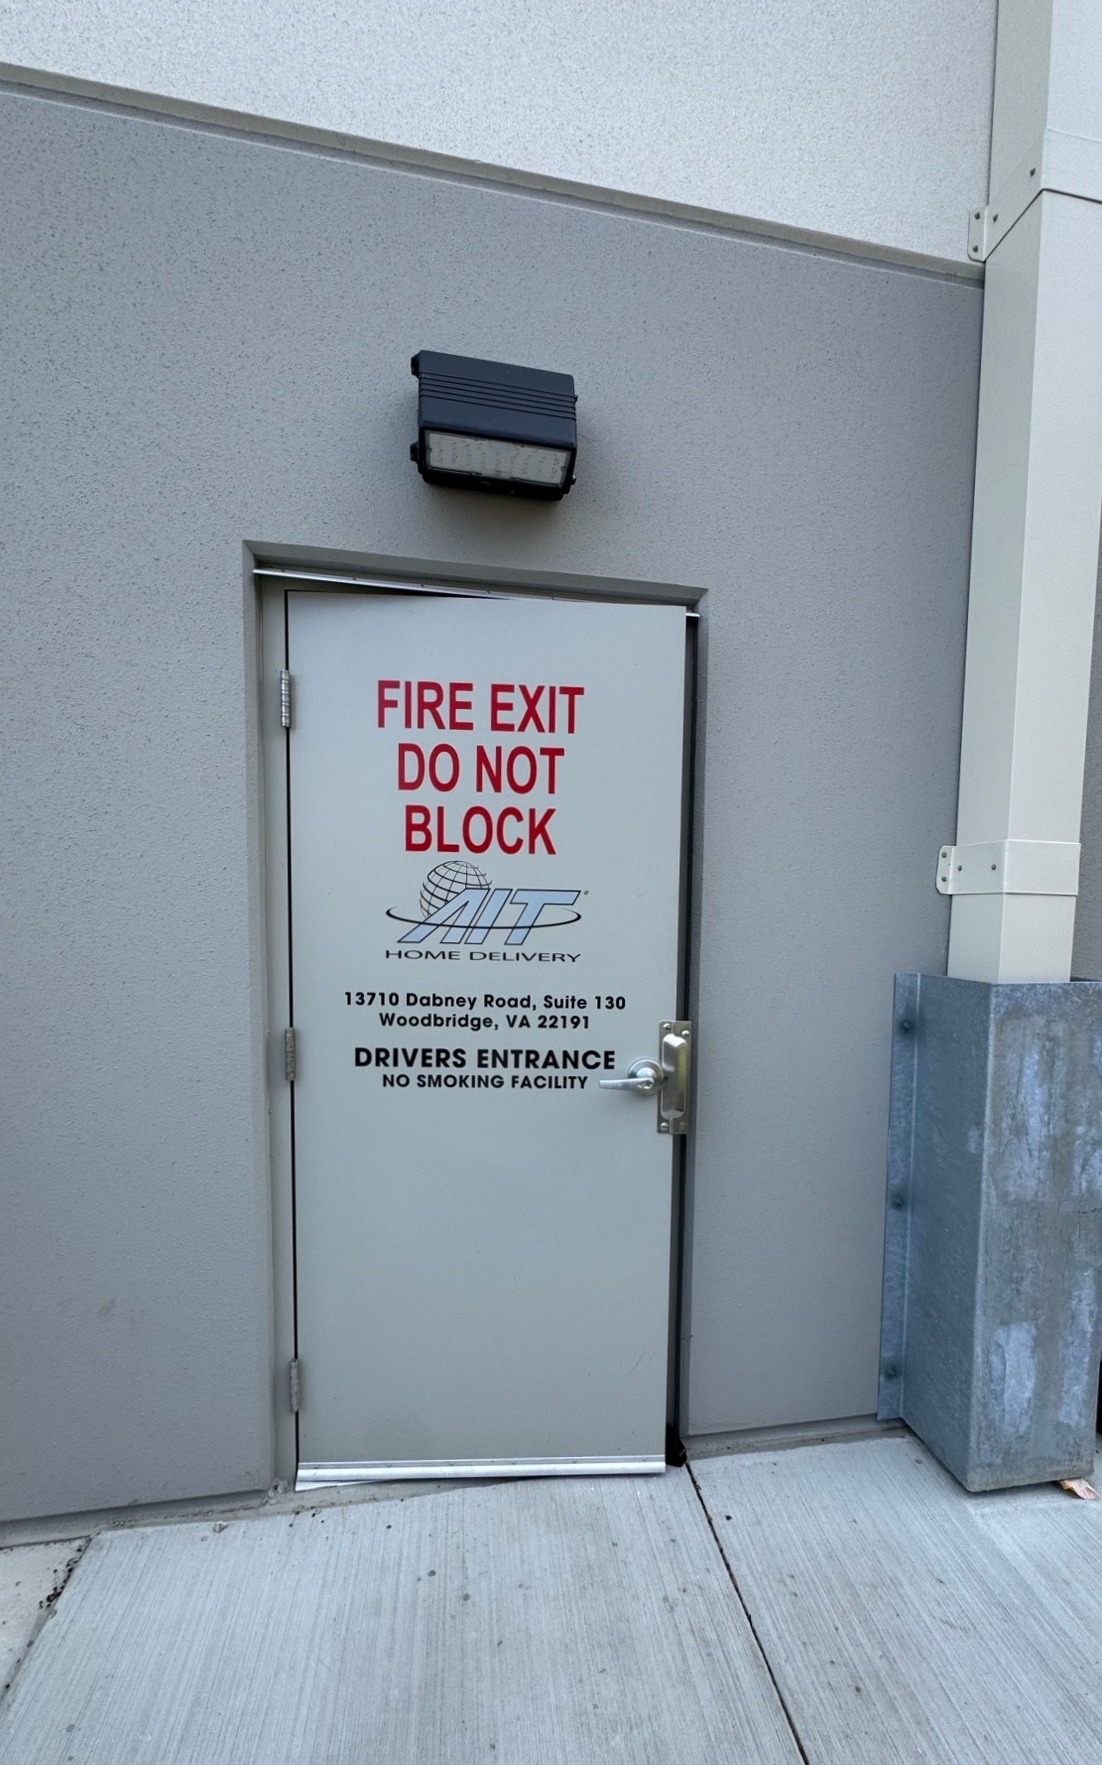 FIRE EXIT
DO NOT
BLOCK
AIT
HOME DELIVERY
13710 Dabney Road, Suite 130
Woodbridge, VA 22191
DRIVERS ENTRANCE
NO SMOKING FACILITY